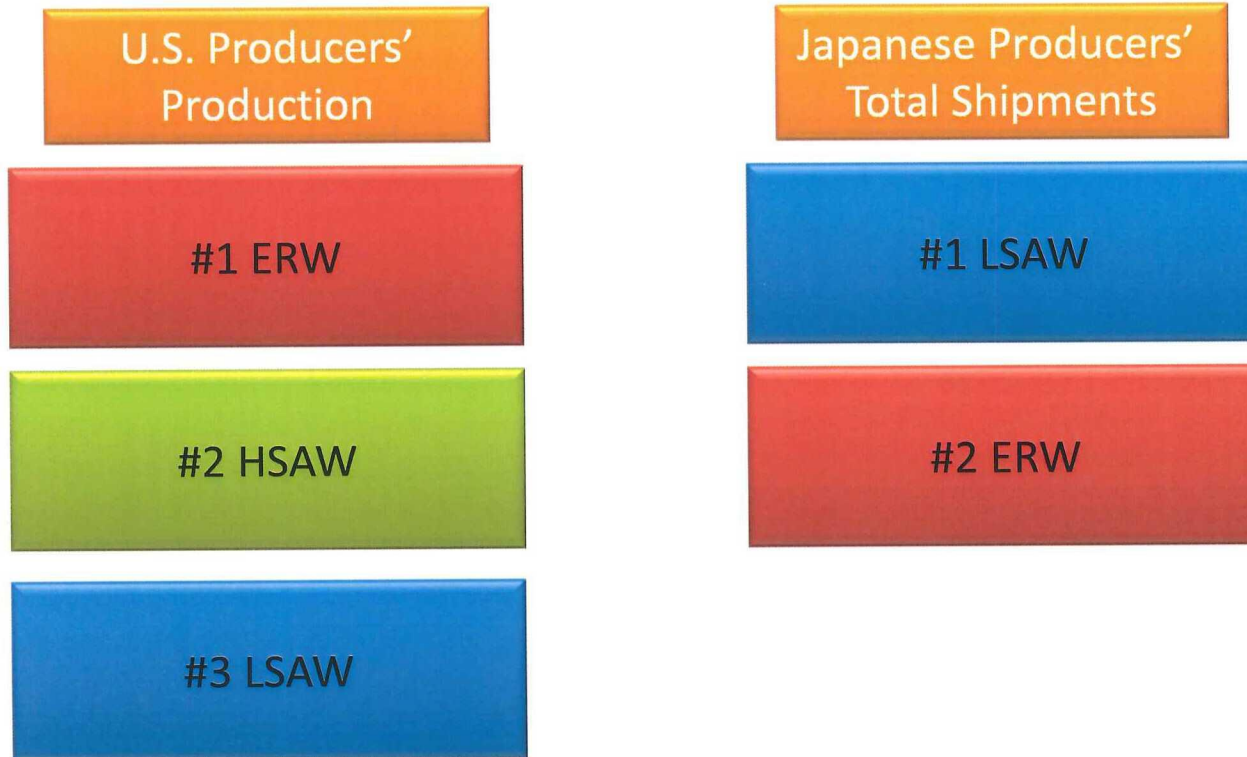 U.S. Producers'
Production
#1 ERW
#2 HSAW
#3 LSAW
Japanese Producers'
Total Shipments
#1 LSAW
#2 ERW